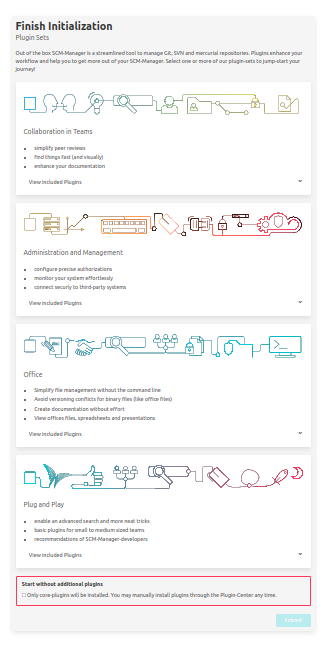 Finish Initialization
Plugin Sets
Out of the box SCM-Manager is a streamlined tool to manage Git, SVN and mercurial repositories. Plugins enhance your
workflow and help you to get more out of your SCM-Manager. Select one or more of our plugin-sets to jump-start your
journey!
Collaboration in Teams
simplify peer reviews
find things fast (and visually)
enhance your documentation
View included Plugins
Administration and Management
configure precise authorizations
monitor your system effortlessly
connect securly to third-party systems
View included Plugins
Office
Simplify file management without the command line
Avoid versioning conflicts for binary files (like office files)
Create documentation without effort
View offices files, spreadsheets and presentations
View included Plugins
Plug and Play
enable an advanced search and more neat tricks
basic plugins for small to medium sized teams
recommendations of SCM-Manager-developers
View included Plugins
Start without additional plugins
Only core-plugins will be installed. You may manually install plugins through the Plugin-Center any time.
Submit